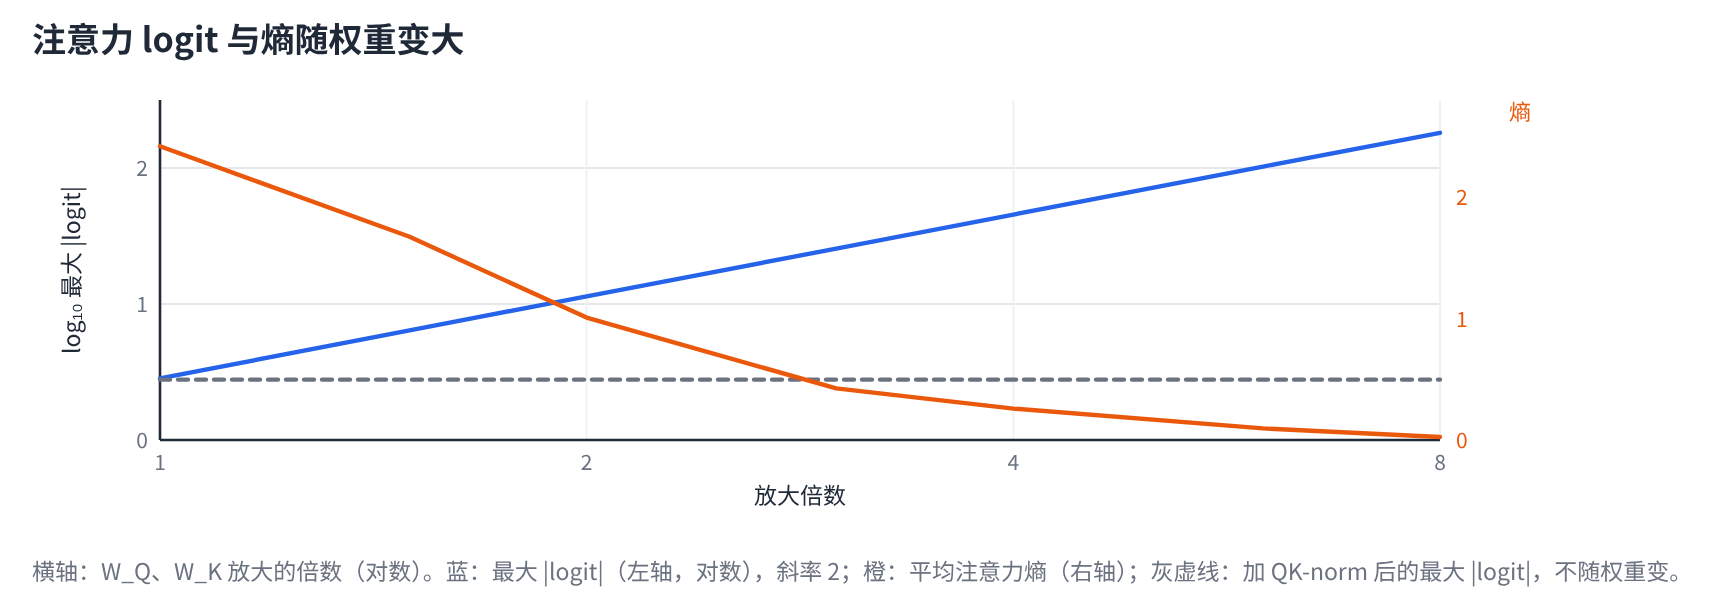 注意力 logit 与熵随权重变大
熵
log₁₀ 最大 |logit|
2
1
0
2
1
0
1
2
4
8
放大倍数
横轴：W_Q、W_K 放大的倍数（对数）。蓝：最大 |logit|（左轴，对数），斜率 2；橙：平均注意力熵（右轴）；灰虚线：加 QK-norm 后的最大 |logit|，不随权重变。